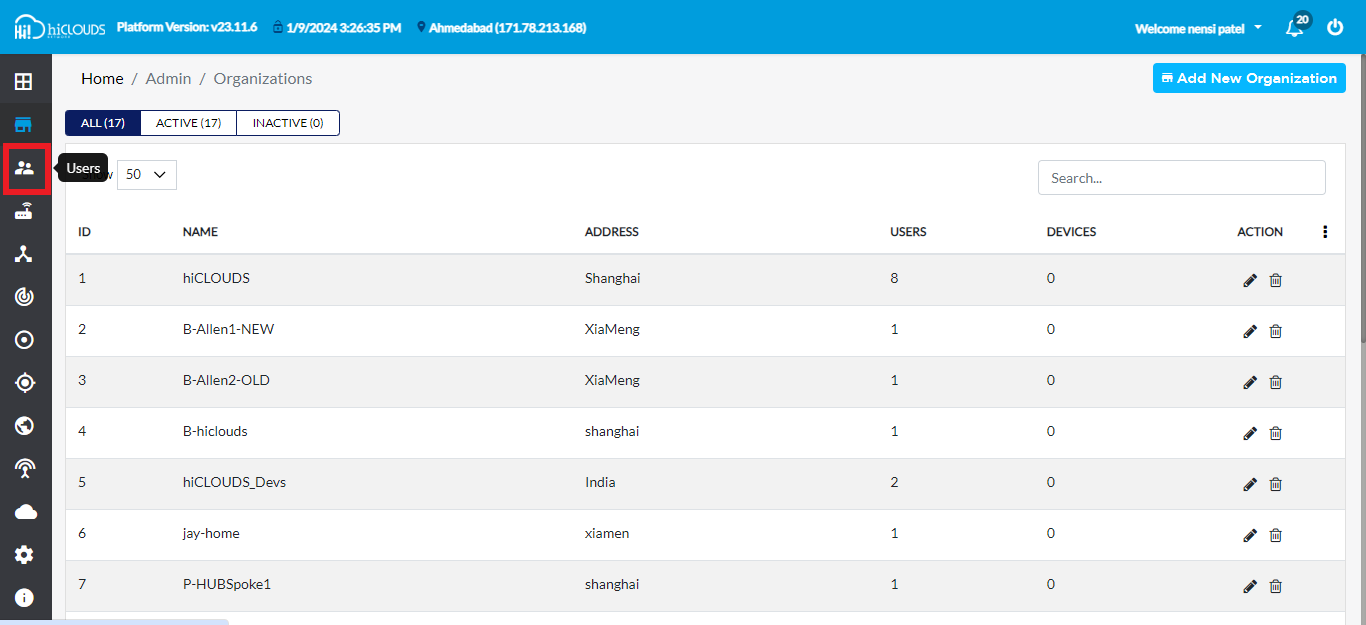 hiCLOUDS NETWORK Platform Version: v23.11.6 1/9/2024 3:26:35 PM Ahmedabad (171.78.213.168) Welcome nensi patel 20
Home / Admin / Organizations Add New Organization
ALL (17) ACTIVE (17) INACTIVE (0)
Users 50 Search...
ID NAME ADDRESS USERS DEVICES ACTION
1 hiCLOUDS Shanghai 8 0
2 B-Allen1-NEW XiaMeng 1 0
3 B-Allen2-OLD XiaMeng 1 0
4 B-hiclouds shanghai 1 0
5 hiCLOUDS_Devs India 2 0
6 jay-home xiamen 1 0
7 P-HUBSpoke1 shanghai 1 0